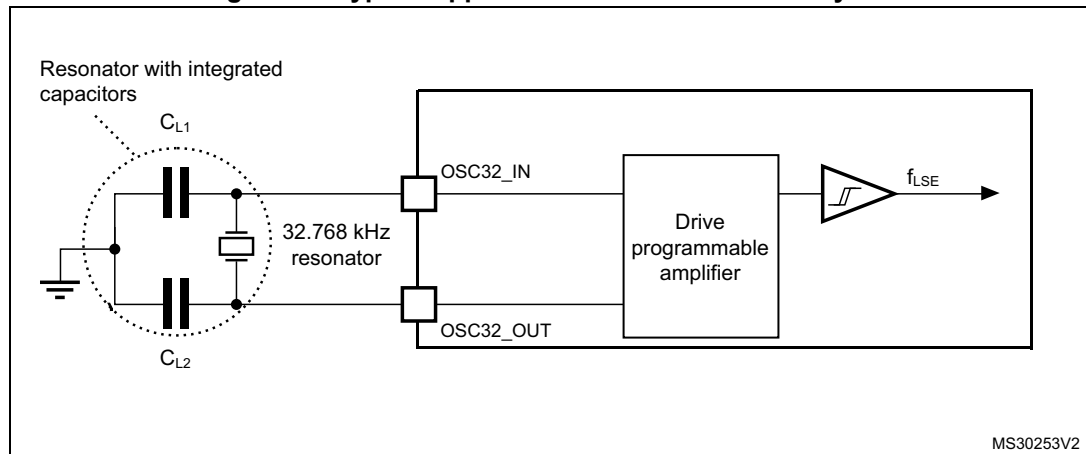 Resonator with integrated
capacitors
CL1
OSC32_IN
fLSE
32.768 kHz
resonator
Drive
programmable
amplifier
OSC32_OUT
CL2
MS30253V2